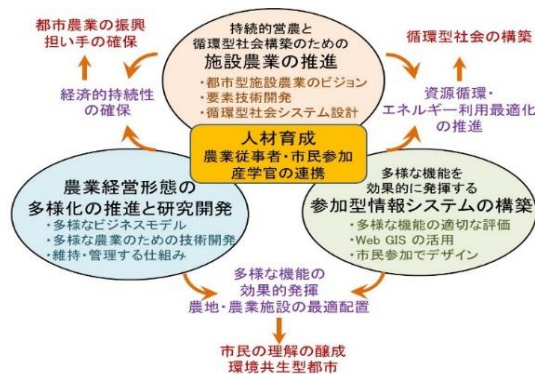 都市農業の振興
担い手の確保
持続的営農と
循環型社会構築のための
施設農業の推進
・都市型施設農業のビジョン
・要素技術開発
・循環型社会システム設計
循環型社会の構築
経済的持続性
の確保
資源循環・
エネルギー利用最適化
の推進
人材育成
農業従事者・市民参加
産学官の連携
農業経営形態の
多様化の推進と研究開発
・多様なビジネスモデル
・多様な農業のための技術開発
・維持・管理する仕組み
多様な機能を
効果的に発揮する
参加型情報システムの構築
・多様な機能の適切な評価
・Web GIS の活用
・市民参加でデザイン
多様な機能の
効果的発揮
農地・農業施設の最適配置
市民の理解の醸成
環境共生型都市